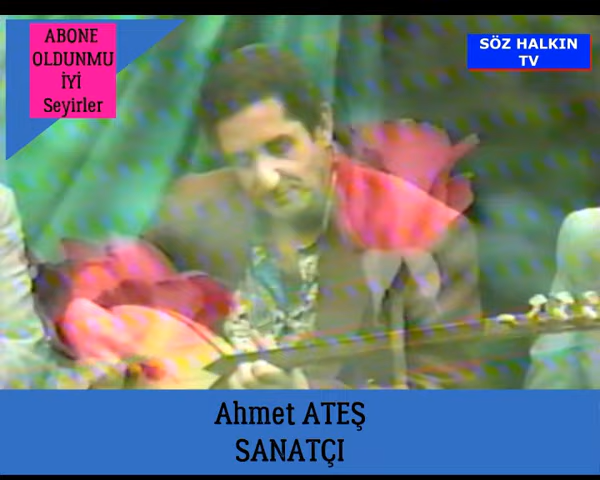 ABONE
OLDUNMU
İYİ
Seyirler
SÖZ HALKIN
TV
Ahmet ATEŞ
SANATÇI